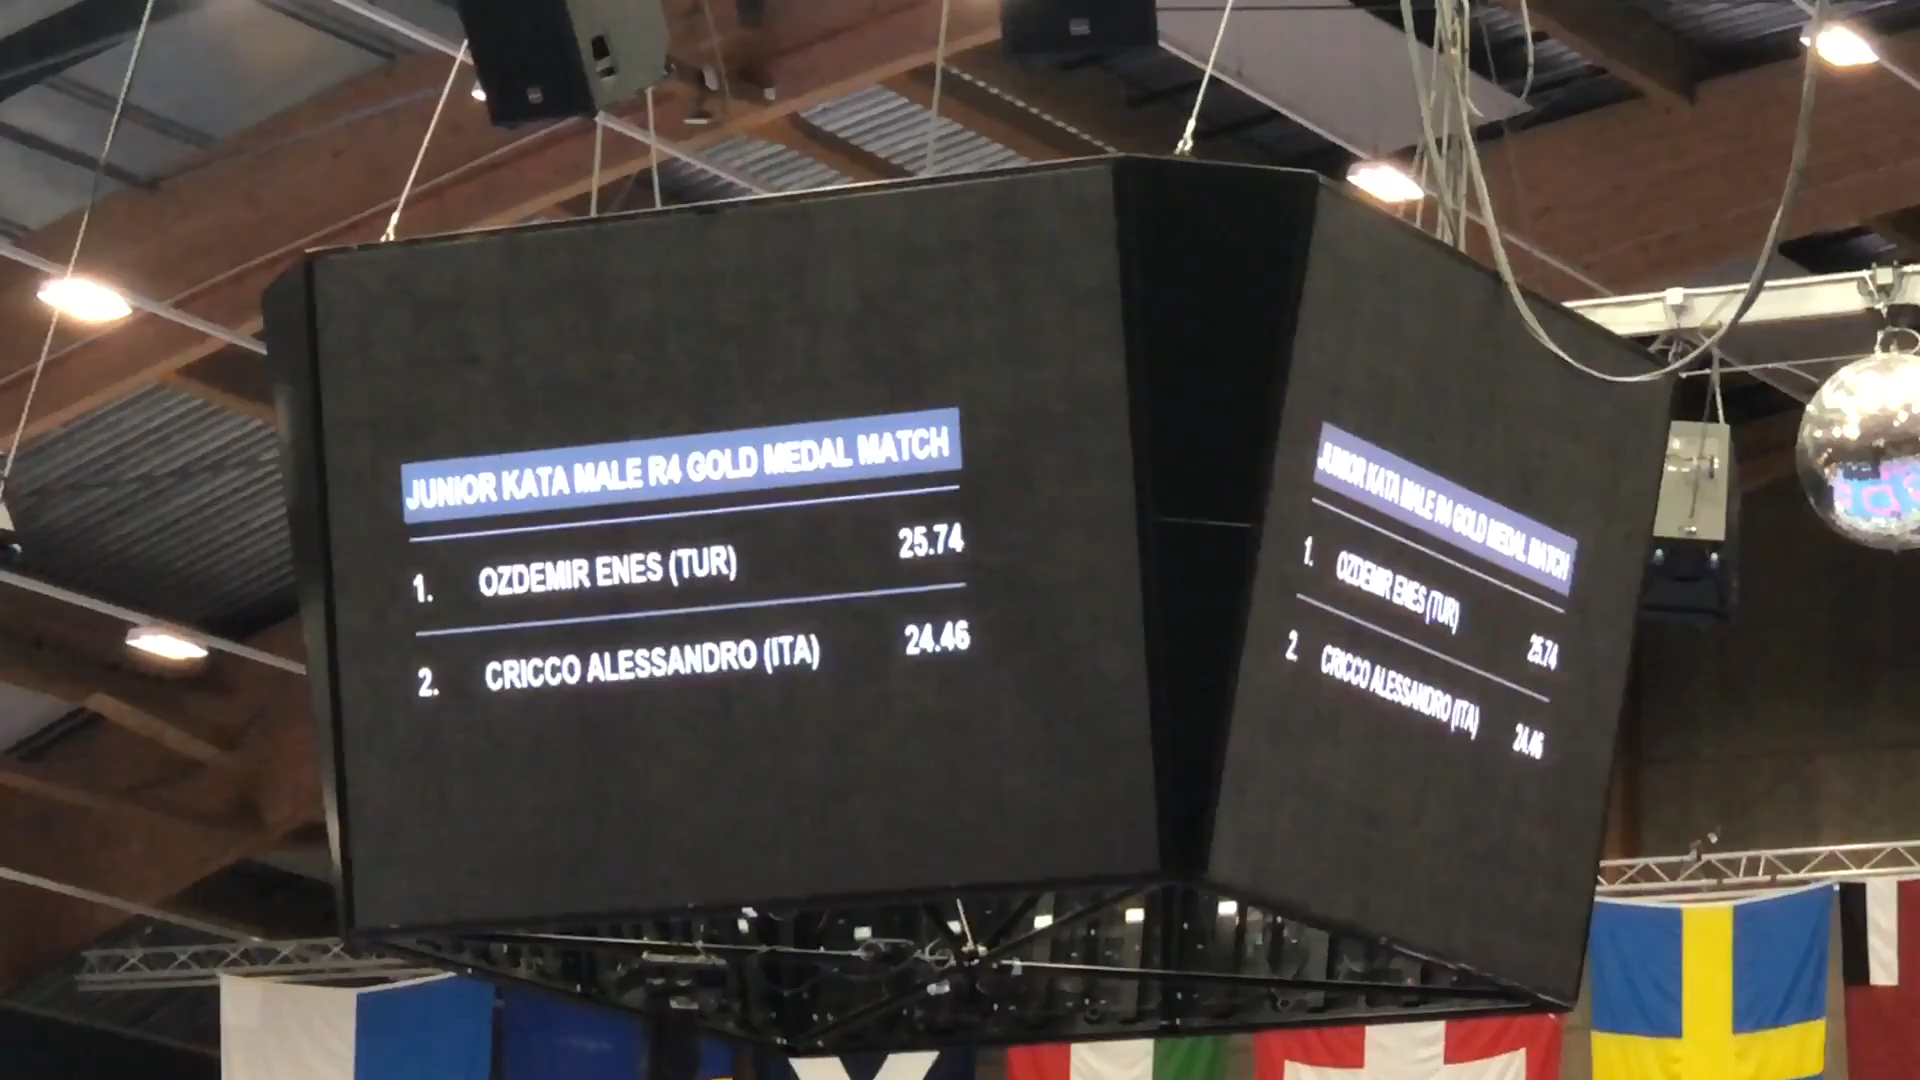 JUNIOR KATA MALE R4 GOLD MEDAL MATCH
1. OZDEMIR ENES (TUR) 25.74
2. CRICCO ALESSANDRO (ITA) 24.46
JUNIOR KATA MALE R4 GOLD MEDAL MATCH
1. OZDEMIR ENES (TUR) 25.74
2. CRICCO ALESSANDRO (ITA) 24.46